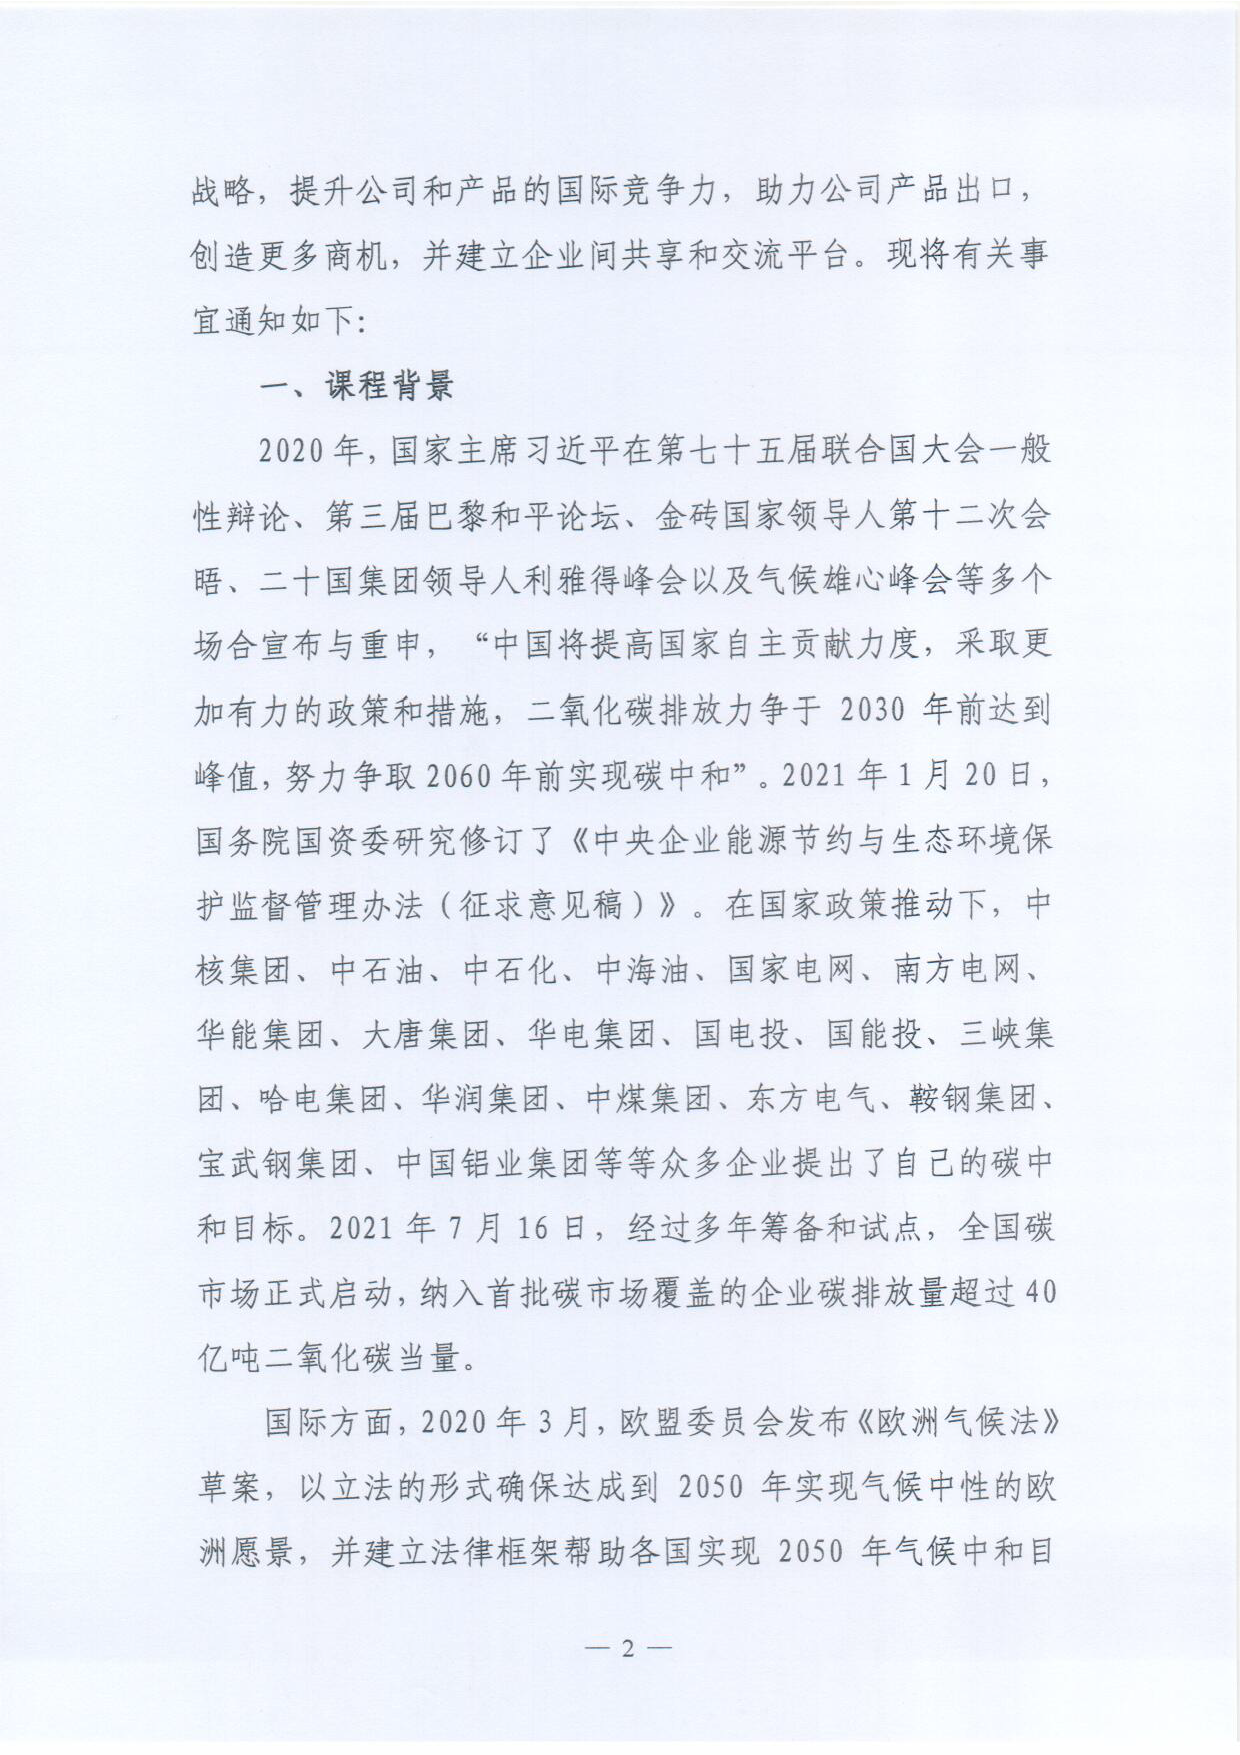 战略，提升公司和产品的国际竞争力，助力公司产品出口，
创造更多商机，并建立企业间共享和交流平台。现将有关事
宜通知如下：
一、课程背景
2020年，国家主席习近平在第七十五届联合国大会一般
性辩论、第三届巴黎和平论坛、金砖国家领导人第十二次会
晤、二十国集团领导人利雅得峰会以及气候雄心峰会等多个
场合宣布与重申，“中国将提高国家自主贡献力度，采取更
加有力的政策和措施，二氧化碳排放力争于 2030 年前达到
峰值，努力争取2060年前实现碳中和”。2021年1月20日，
国务院国资委研究修订了《中央企业能源节约与生态环境保
护监督管理办法（征求意见稿）》。在国家政策推动下，中
核集团、中石油、中石化、中海油、国家电网、南方电网、
华能集团、大唐集团、华电集团、国电投、国能投、三峡集
团、哈电集团、华润集团、中煤集团、东方电气、鞍钢集团、
宝武钢集团、中国铝业集团等等众多企业提出了自己的碳中
和目标。2021年7月16日，经过多年筹备和试点，全国碳
市场正式启动，纳入首批碳市场覆盖的企业碳排放量超过40
亿吨二氧化碳当量。
国际方面，2020年3月，欧盟委员会发布《欧洲气候法》
草案，以立法的形式确保达成到 2050 年实现气候中性的欧
洲愿景，并建立法律框架帮助各国实现 2050 年气候中和目
— 2 —